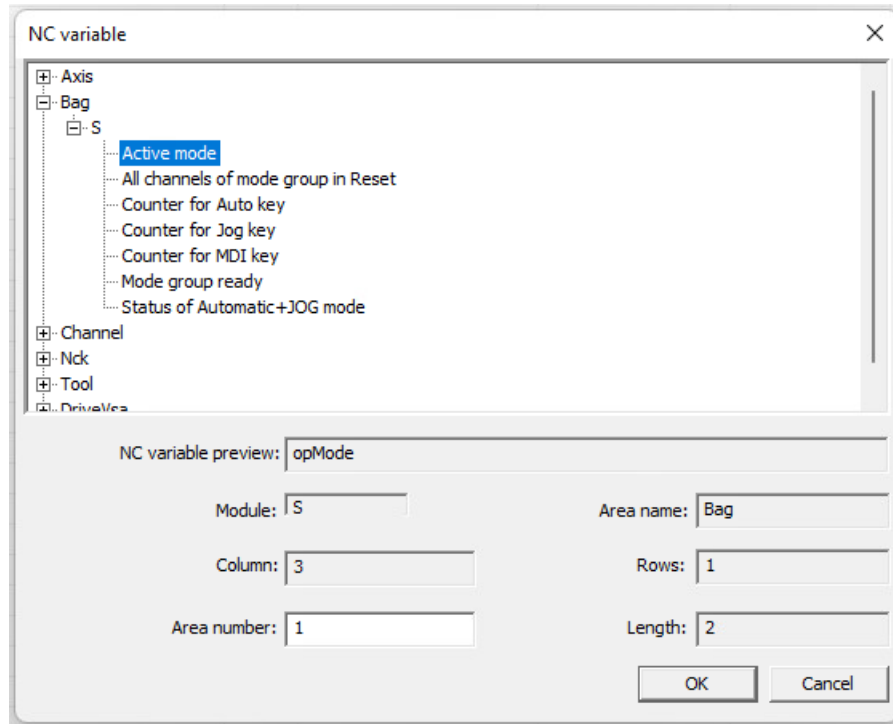 NC variable
Axis
Bag
S
Active mode
All channels of mode group in Reset
Counter for Auto key
Counter for Jog key
Counter for MDI key
Mode group ready
Status of Automatic+JOG mode
Channel
Nck
Tool
DriveVsa
NC variable preview: opMode
Module: S Area name: Bag
Column: 3 Rows: 1
Area number: 1 Length: 2
OK Cancel